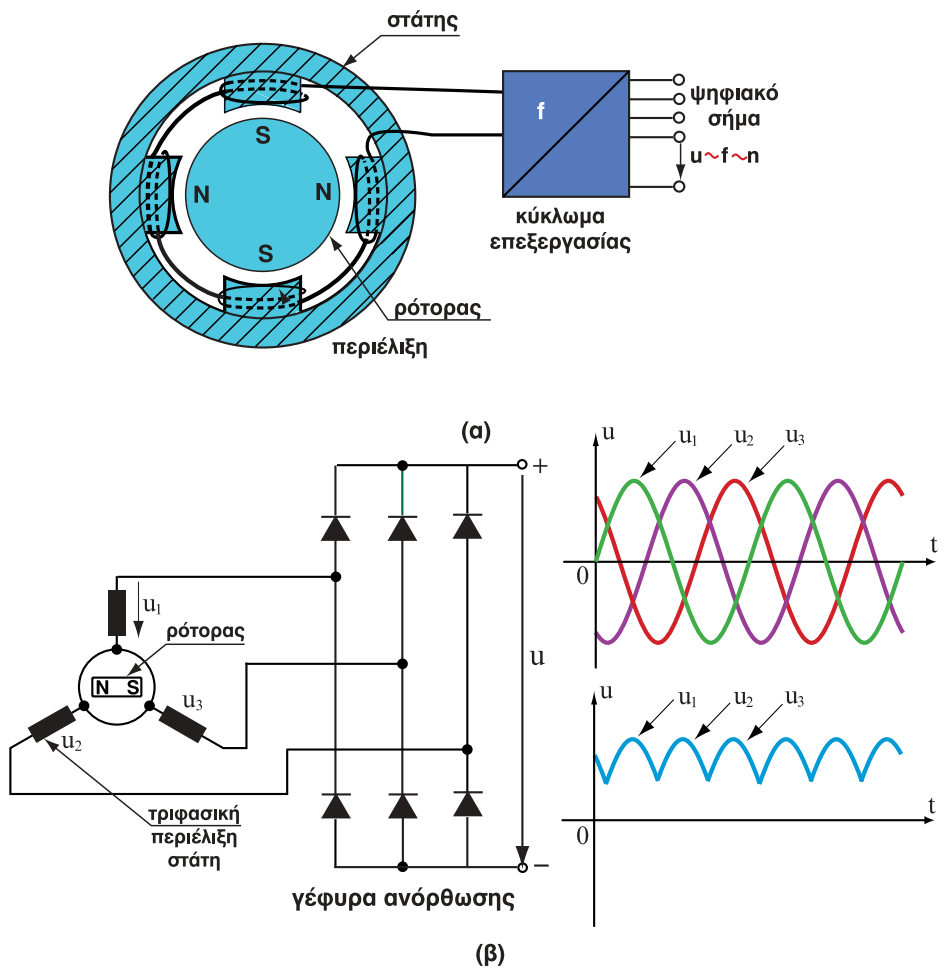 στάτης
f
ψηφιακό
σήμα
u~f~n
S
N
N
S
κύκλωμα
επεξεργασίας
ρότορας
περιέλιξη
(α)
+
u
u₁
u₂
u₃
t
0
u₁
ρότορας
N S
u₃
u₂
u
τριφασική
περιέλιξη
στάτη
–
γέφυρα ανόρθωσης
u
u₁
u₂
u₃
t
0
(β)